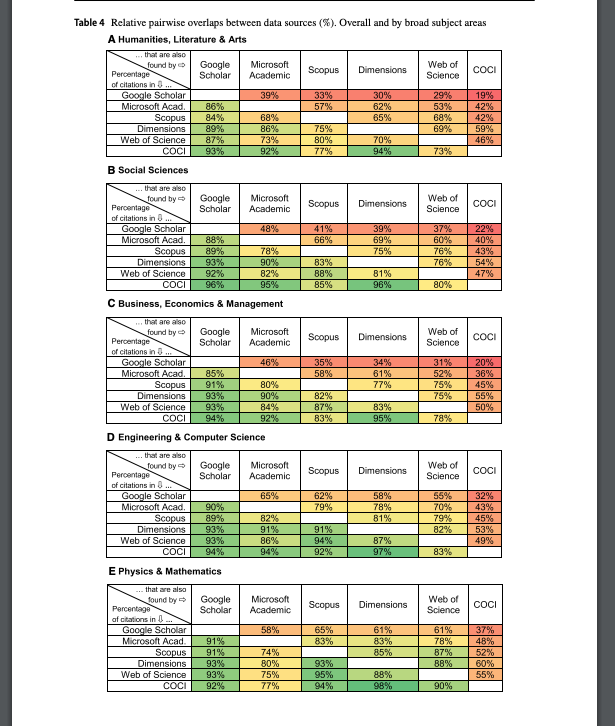 Table 4 Relative pairwise overlaps between data sources (%). Overall and by broad subject areas
A Humanities, Literature & Arts
... that are also found by ⇨ Percentage of citations in ⇩ ... Google Scholar Microsoft Academic Scopus Dimensions Web of Science COCI
Google Scholar 39% 33% 30% 29% 19%
Microsoft Acad. 86% 57% 62% 53% 42%
Scopus 84% 68% 65% 68% 42%
Dimensions 89% 86% 75% 69% 59%
Web of Science 87% 73% 80% 70% 46%
COCI 93% 92% 77% 94% 73%
B Social Sciences
... that are also found by ⇨ Percentage of citations in ⇩ ... Google Scholar Microsoft Academic Scopus Dimensions Web of Science COCI
Google Scholar 48% 41% 39% 37% 22%
Microsoft Acad. 88% 66% 69% 60% 40%
Scopus 89% 78% 75% 76% 43%
Dimensions 93% 90% 83% 76% 54%
Web of Science 92% 82% 88% 81% 47%
COCI 96% 95% 85% 96% 80%
C Business, Economics & Management
... that are also found by ⇨ Percentage of citations in ⇩ ... Google Scholar Microsoft Academic Scopus Dimensions Web of Science COCI
Google Scholar 46% 35% 34% 31% 20%
Microsoft Acad. 85% 58% 61% 52% 36%
Scopus 91% 80% 77% 75% 45%
Dimensions 93% 90% 82% 75% 55%
Web of Science 93% 84% 87% 83% 50%
COCI 94% 92% 83% 95% 78%
D Engineering & Computer Science
... that are also found by ⇨ Percentage of citations in ⇩ ... Google Scholar Microsoft Academic Scopus Dimensions Web of Science COCI
Google Scholar 65% 62% 58% 55% 32%
Microsoft Acad. 90% 79% 78% 70% 43%
Scopus 89% 82% 81% 79% 45%
Dimensions 93% 91% 91% 82% 53%
Web of Science 93% 86% 94% 87% 49%
COCI 94% 94% 92% 97% 83%
E Physics & Mathematics
... that are also found by ⇨ Percentage of citations in ⇩ ... Google Scholar Microsoft Academic Scopus Dimensions Web of Science COCI
Google Scholar 58% 65% 61% 61% 37%
Microsoft Acad. 91% 83% 83% 78% 48%
Scopus 91% 74% 85% 87% 52%
Dimensions 93% 80% 93% 88% 60%
Web of Science 93% 75% 95% 88% 55%
COCI 92% 77% 94% 98% 90%